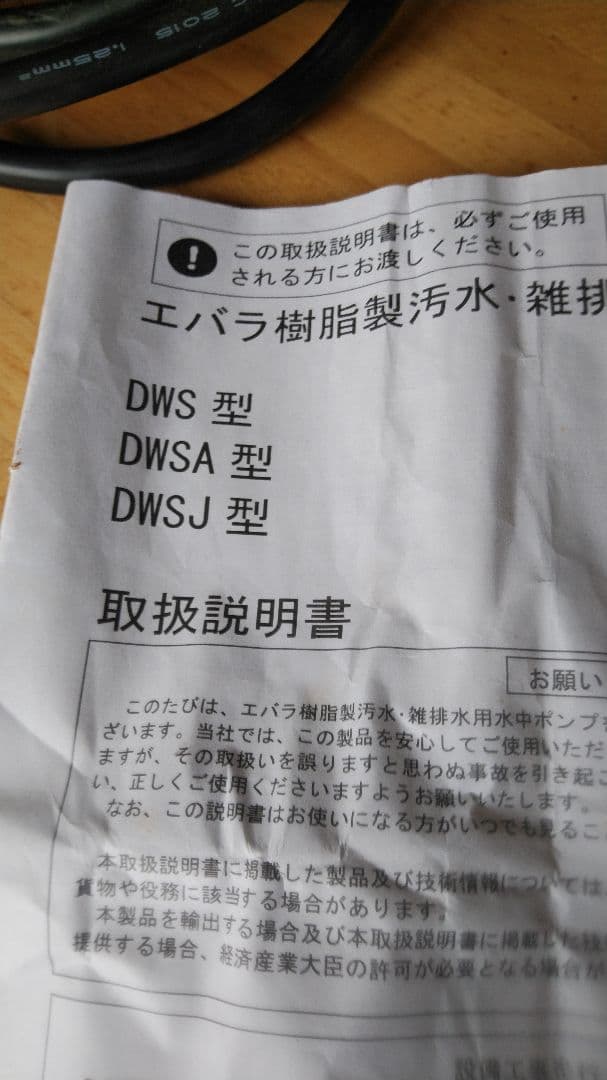 2015 1.25mm²
この取扱説明書は、必ずご使用
される方にお渡しください。
エバラ樹脂製汚水・雑排
DWS 型
DWSA 型
DWSJ 型
取扱説明書
お願い
このたびは、エバラ樹脂製汚水・雑排水用水中ポンプ
ざいます。当社では、この製品を安心してご使用いただ
ますが、その取扱いを誤りますと思わぬ事故を引き起こ
い、正しくご使用くださいますようお願いいたします。
なお、この説明書はお使いになる方がいつでも見るこ
本取扱説明書に掲載した製品及び技術情報については
貨物や役務に該当する場合があります。
本製品を輸出する場合及び本取扱説明書に掲載した技
提供する場合、経済産業大臣の許可が必要となる場合が